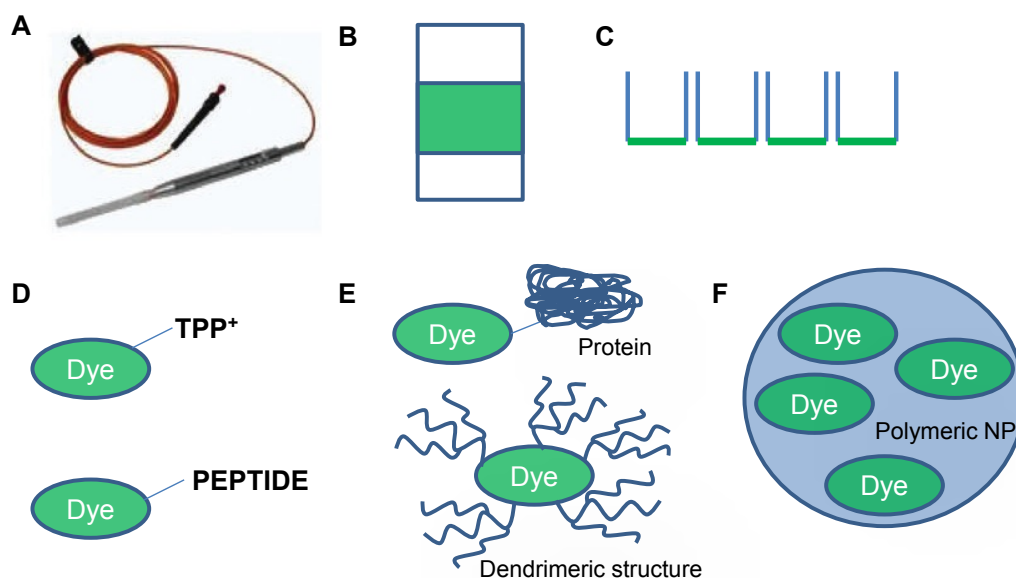 A
B
C
D
TPP+
Dye
PEPTIDE
Dye
E
Dye
Protein
Dye
Dendrimeric structure
F
Dye
Dye
Dye
Polymeric NP
Dye